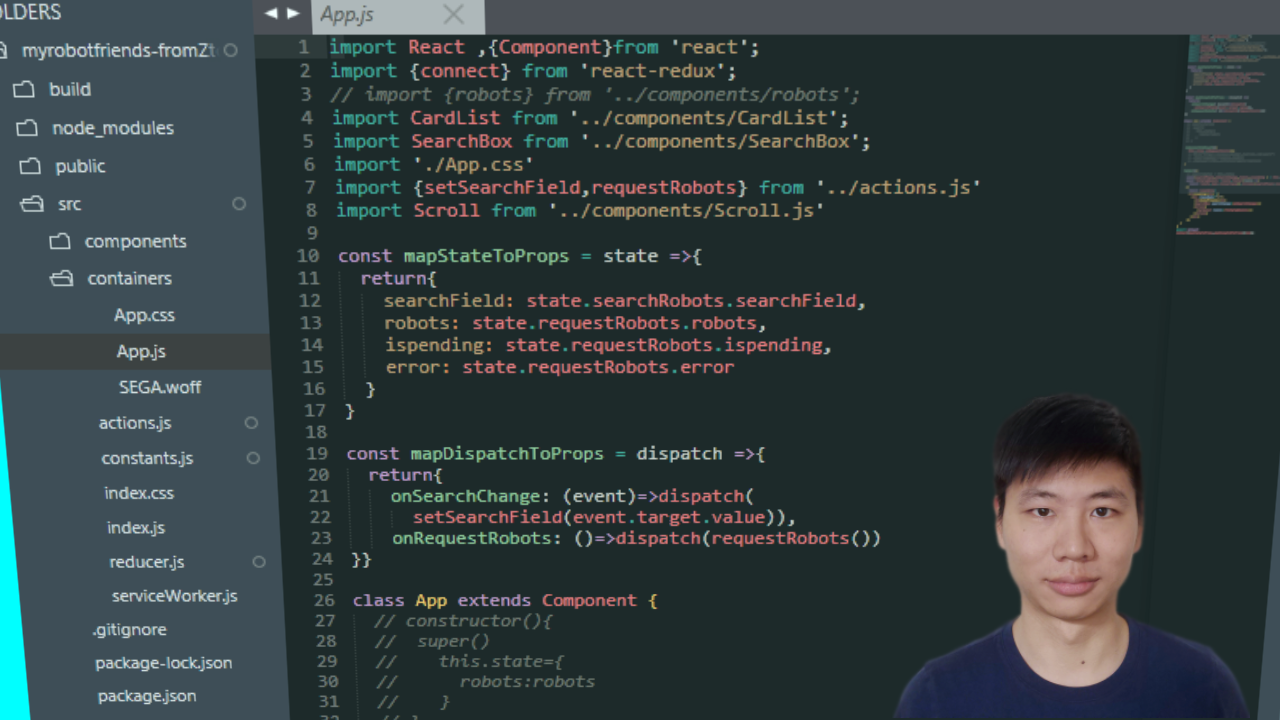 OLDERS
myrobotfriends-fromZt
build
node_modules
public
src
components
containers
App.css
App.js
SEGA.woff
actions.js
constants.js
index.css
index.js
reducer.js
serviceWorker.js
.gitignore
package-lock.json
package.json
App.js
1 import React ,{Component}from 'react';
2 import {connect} from 'react-redux';
3 // import {robots} from '../components/robots';
4 import CardList from '../components/CardList';
5 import SearchBox from '../components/SearchBox';
6 import './App.css'
7 import {setSearchField,requestRobots} from '../actions.js'
8 import Scroll from '../components/Scroll.js'
9
10 const mapStateToProps = state =>{
11 return{
12 searchField: state.searchRobots.searchField,
13 robots: state.requestRobots.robots,
14 ispending: state.requestRobots.ispending,
15 error: state.requestRobots.error
16 }
17 }
18
19 const mapDispatchToProps = dispatch =>{
20 return{
21 onSearchChange: (event)=>dispatch(
22 setSearchField(event.target.value)),
23 onRequestRobots: ()=>dispatch(requestRobots())
24 }}
25
26 class App extends Component {
27 // constructor(){
28 // super()
29 // this.state={
30 // robots:robots
31 // }